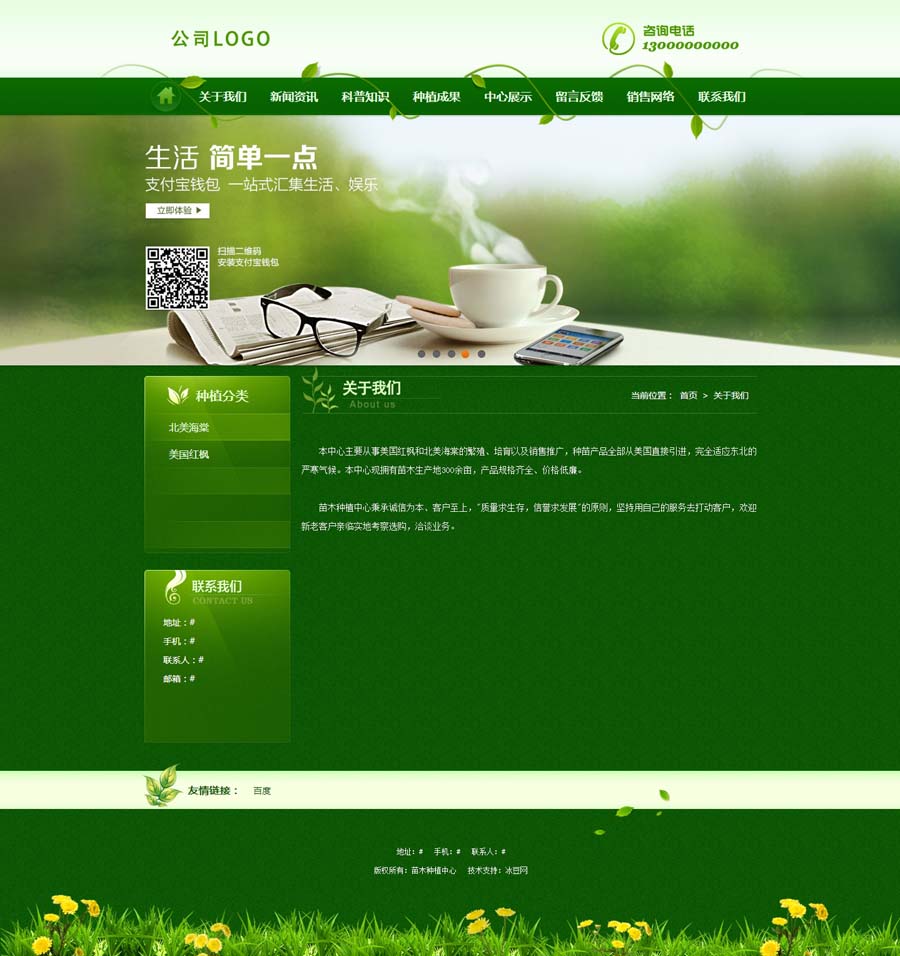 公司LOGO
咨询电话
13000000000
关于我们 新闻资讯 科普知识 种植成果 中心展示 留言反馈 销售网络 联系我们
生活 简单一点
支付宝钱包 一站式汇集生活、娱乐
立即体验
扫描二维码
安装支付宝钱包
种植分类
北美海棠
美国红枫
关于我们
About us
当前位置： 首页 > 关于我们
本中心主要从事美国红枫和北美海棠的繁殖、培育以及销售推广，种苗产品全部从美国直接引进，完全适应东北的
严寒气候。本中心现拥有苗木生产地300余亩，产品规格齐全、价格低廉。
苗木种植中心秉承诚信为本、客户至上，“质量求生存，信誉求发展”的原则，坚持用自己的服务去打动客户，欢迎
新老客户亲临实地考察选购，洽谈业务。
联系我们
CONTACT US
地址：#
手机：#
联系人：#
邮箱：#
友情链接： 百度
地址：# 手机：# 联系人：#
版权所有：苗木种植中心 技术支持：冰豆网